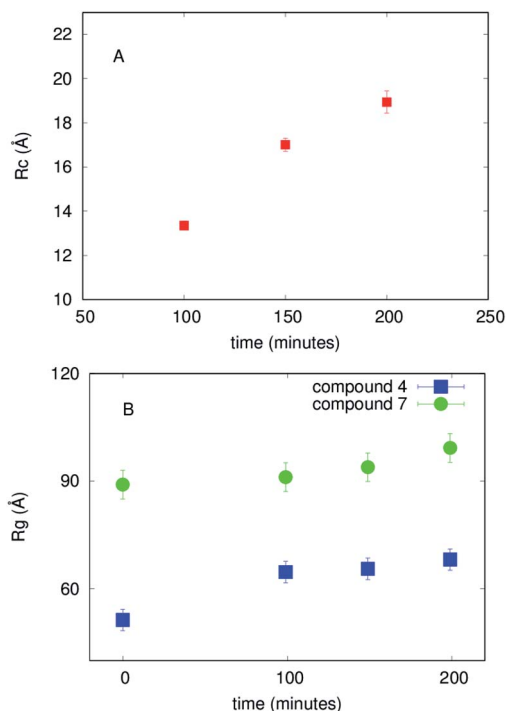 22
A
20
18
Rc (Å)
16
14
12
10
50 100 150 200 250
time (minutes)
120
compound 4
B compound 7
90
Rg (Å)
60
0 100 200
time (minutes)